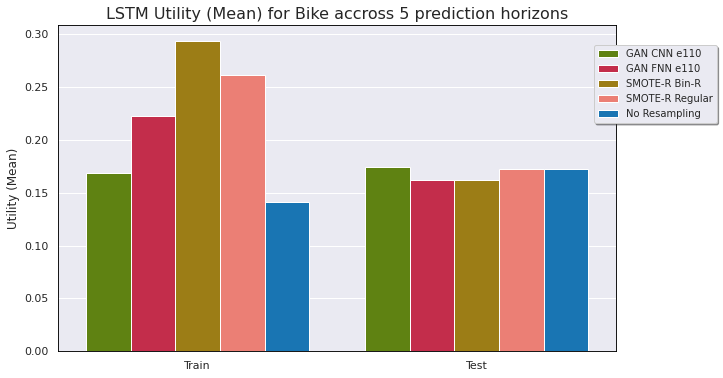 LSTM Utility (Mean) for Bike accross 5 prediction horizons
Utility (Mean)
0.30
0.25
0.20
0.15
0.10
0.05
0.00
Train
Test
GAN CNN e110
GAN FNN e110
SMOTE-R Bin-R
SMOTE-R Regular
No Resampling